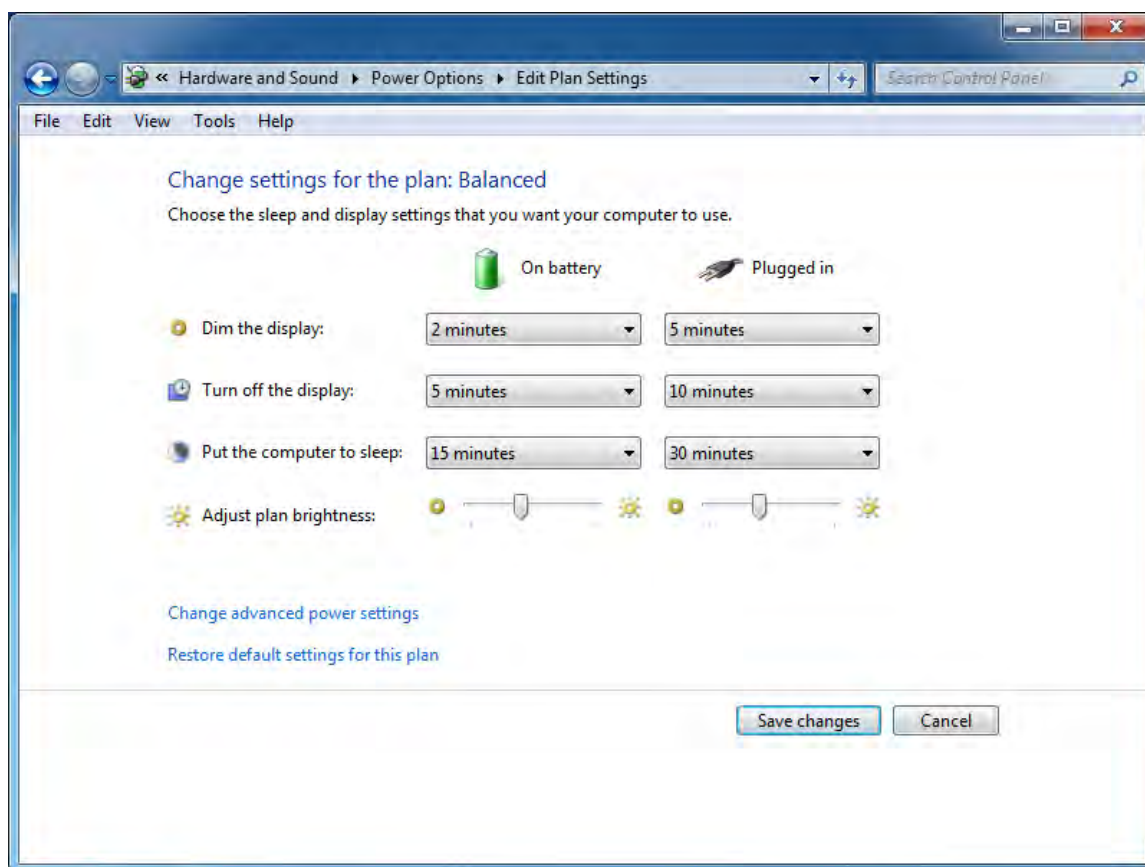 « Hardware and Sound ▸ Power Options ▸ Edit Plan Settings
Search Control Panel
File Edit View Tools Help
Change settings for the plan: Balanced
Choose the sleep and display settings that you want your computer to use.
On battery Plugged in
Dim the display: 2 minutes 5 minutes
Turn off the display: 5 minutes 10 minutes
Put the computer to sleep: 15 minutes 30 minutes
Adjust plan brightness:
Change advanced power settings
Restore default settings for this plan
Save changes Cancel